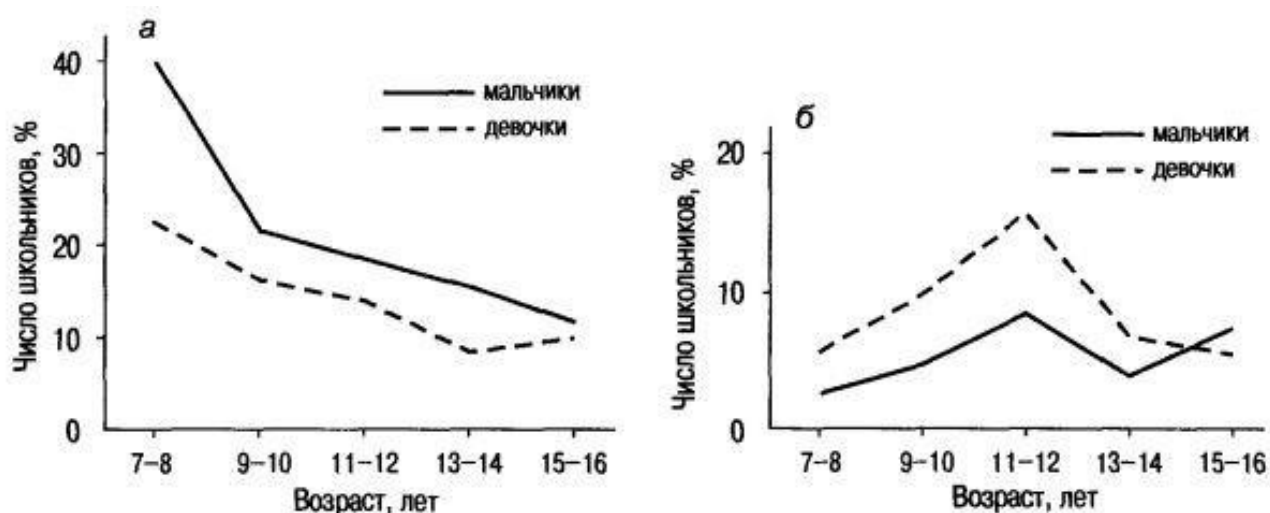 а
40
30
20
10
0
Число школьников, %
мальчики
девочки
7–8
9–10
11–12
13–14
15–16
Возраст, лет
б
20
10
0
Число школьников, %
мальчики
девочки
7–8
9–10
11–12
13–14
15–16
Возраст, лет